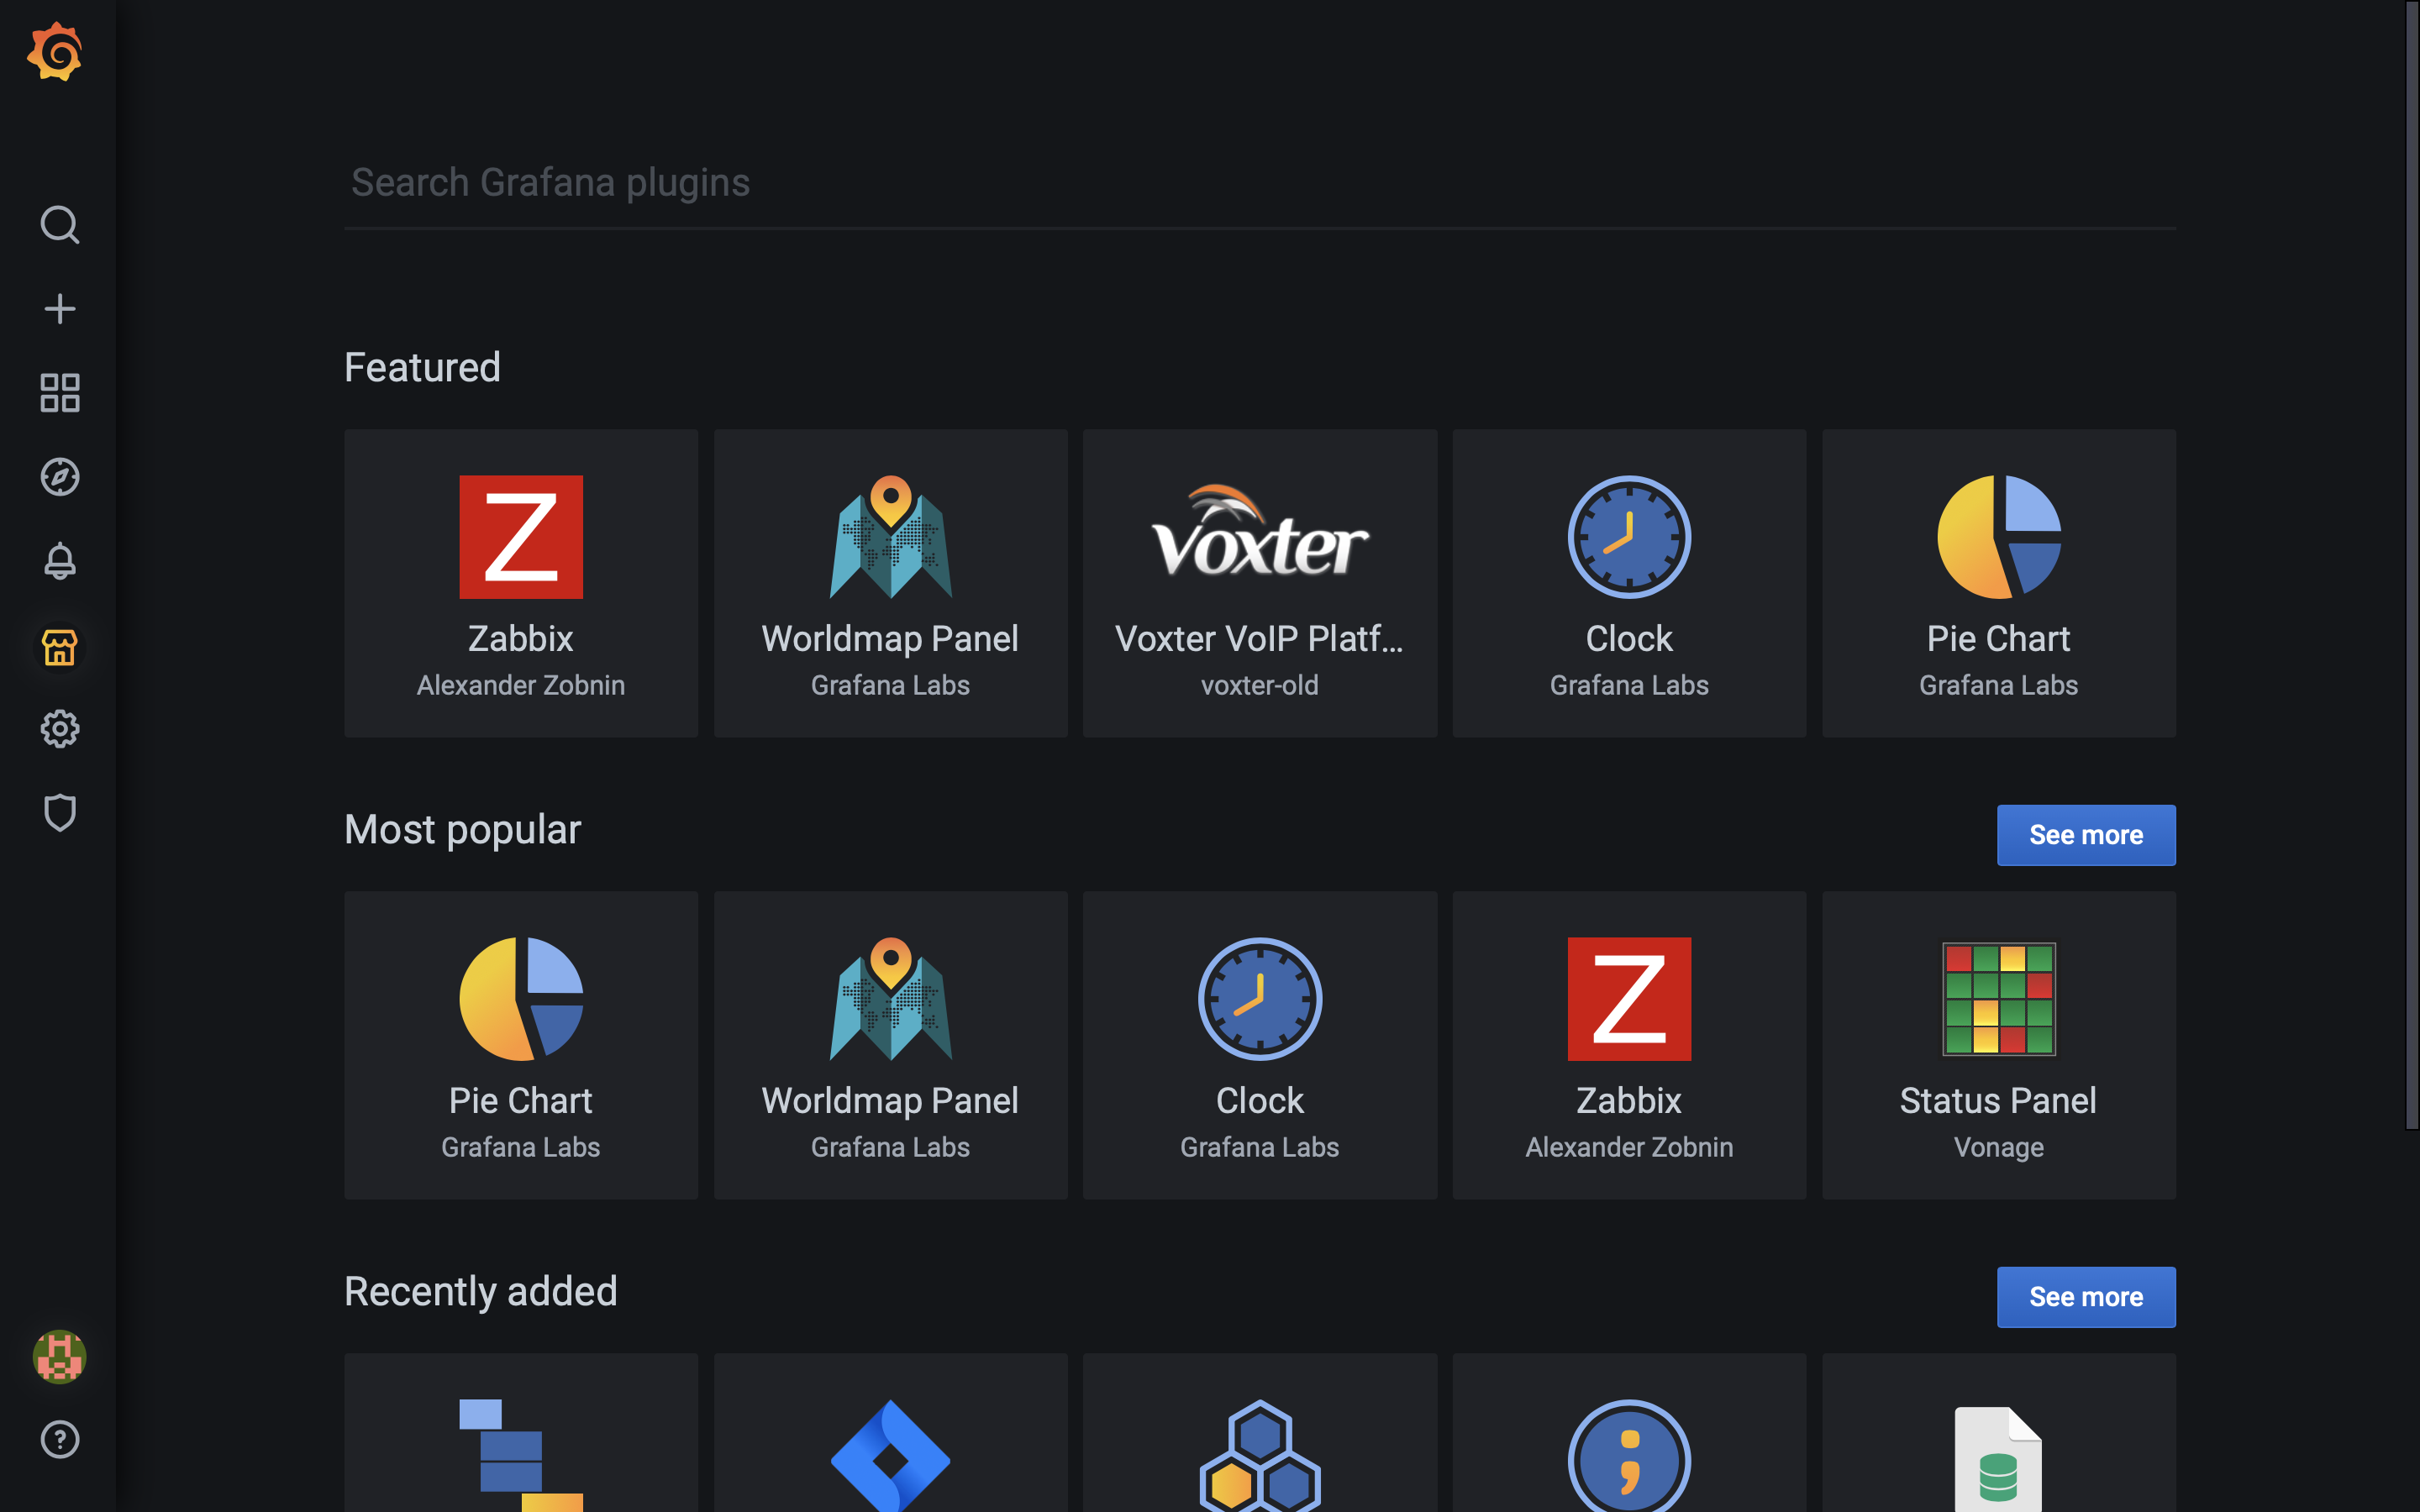 Search Grafana plugins
Featured
Z
Zabbix
Alexander Zobnin
Worldmap Panel
Grafana Labs
Voxter
Voxter VoIP Platf...
voxter-old
Clock
Grafana Labs
Pie Chart
Grafana Labs
Most popular
See more
Pie Chart
Grafana Labs
Worldmap Panel
Grafana Labs
Clock
Grafana Labs
Z
Zabbix
Alexander Zobnin
Status Panel
Vonage
Recently added
See more